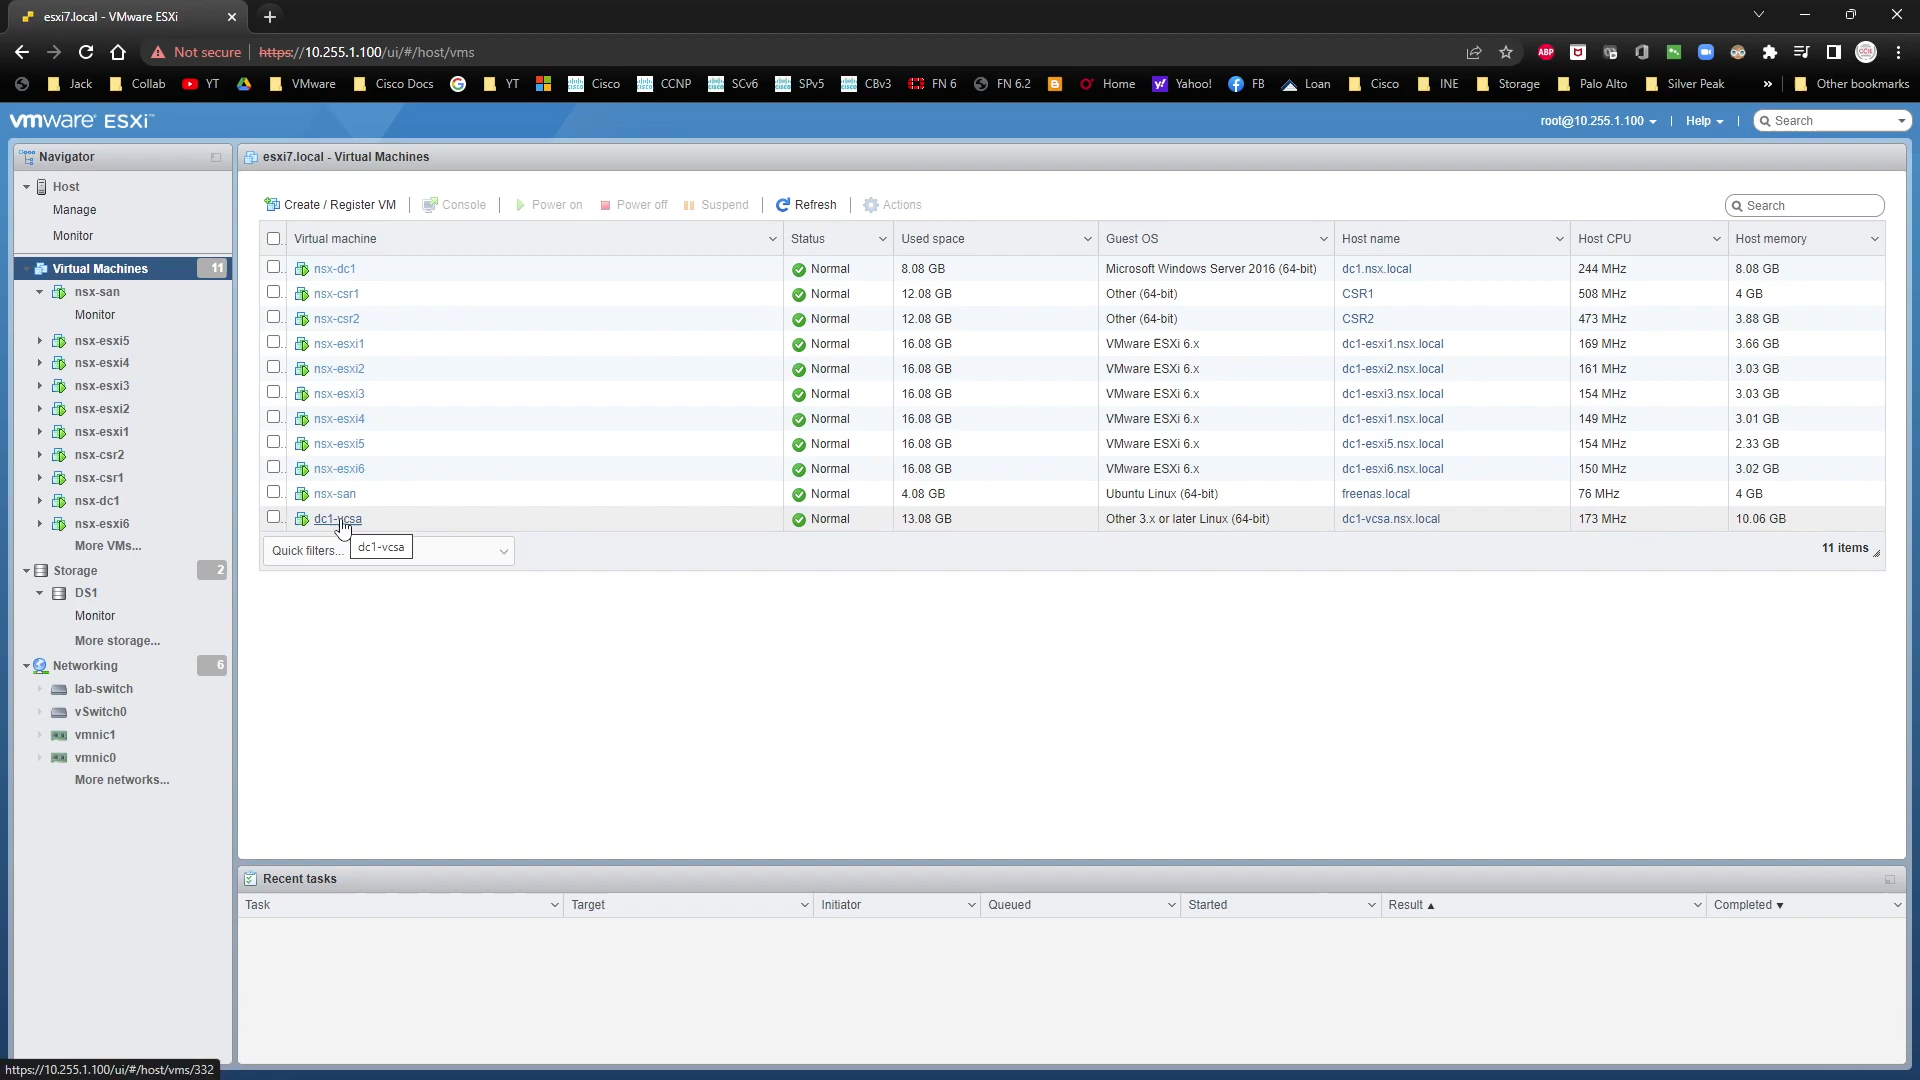 esxi7.local - VMware ESXi
Not secure https://10.255.1.100/ui/#/host/vms
ABP
Jack Collab YT VMware Cisco Docs YT Cisco CCNP SCv6 SPv5 CBv3 FN 6 FN 6.2 Home Yahoo! FB Loan Cisco INE Storage Palo Alto Silver Peak » Other bookmarks
vmware ESXi™
root@10.255.1.100 | Help | Search
Navigator
Host
Manage
Monitor
Virtual Machines 11
nsx-san
Monitor
nsx-esxi5
nsx-esxi4
nsx-esxi3
nsx-esxi2
nsx-esxi1
nsx-csr2
nsx-csr1
nsx-dc1
nsx-esxi6
More VMs...
Storage 2
DS1
Monitor
More storage...
Networking 6
lab-switch
vSwitch0
vmnic1
vmnic0
More networks...
esxi7.local - Virtual Machines
Create / Register VM | Console | Power on Power off Suspend | Refresh | Actions
Search
Virtual machine Status Used space Guest OS Host name Host CPU Host memory
nsx-dc1 Normal 8.08 GB Microsoft Windows Server 2016 (64-bit) dc1.nsx.local 244 MHz 8.08 GB
nsx-csr1 Normal 12.08 GB Other (64-bit) CSR1 508 MHz 4 GB
nsx-csr2 Normal 12.08 GB Other (64-bit) CSR2 473 MHz 3.88 GB
nsx-esxi1 Normal 16.08 GB VMware ESXi 6.x dc1-esxi1.nsx.local 169 MHz 3.66 GB
nsx-esxi2 Normal 16.08 GB VMware ESXi 6.x dc1-esxi2.nsx.local 161 MHz 3.03 GB
nsx-esxi3 Normal 16.08 GB VMware ESXi 6.x dc1-esxi3.nsx.local 154 MHz 3.03 GB
nsx-esxi4 Normal 16.08 GB VMware ESXi 6.x dc1-esxi1.nsx.local 149 MHz 3.01 GB
nsx-esxi5 Normal 16.08 GB VMware ESXi 6.x dc1-esxi5.nsx.local 154 MHz 2.33 GB
nsx-esxi6 Normal 16.08 GB VMware ESXi 6.x dc1-esxi6.nsx.local 150 MHz 3.02 GB
nsx-san Normal 4.08 GB Ubuntu Linux (64-bit) freenas.local 76 MHz 4 GB
dc1-vcsa Normal 13.08 GB Other 3.x or later Linux (64-bit) dc1-vcsa.nsx.local 173 MHz 10.06 GB
Quick filters... dc1-vcsa 11 items
Recent tasks
Task Target Initiator Queued Started Result ▲ Completed ▼
https://10.255.1.100/ui/#/host/vms/332